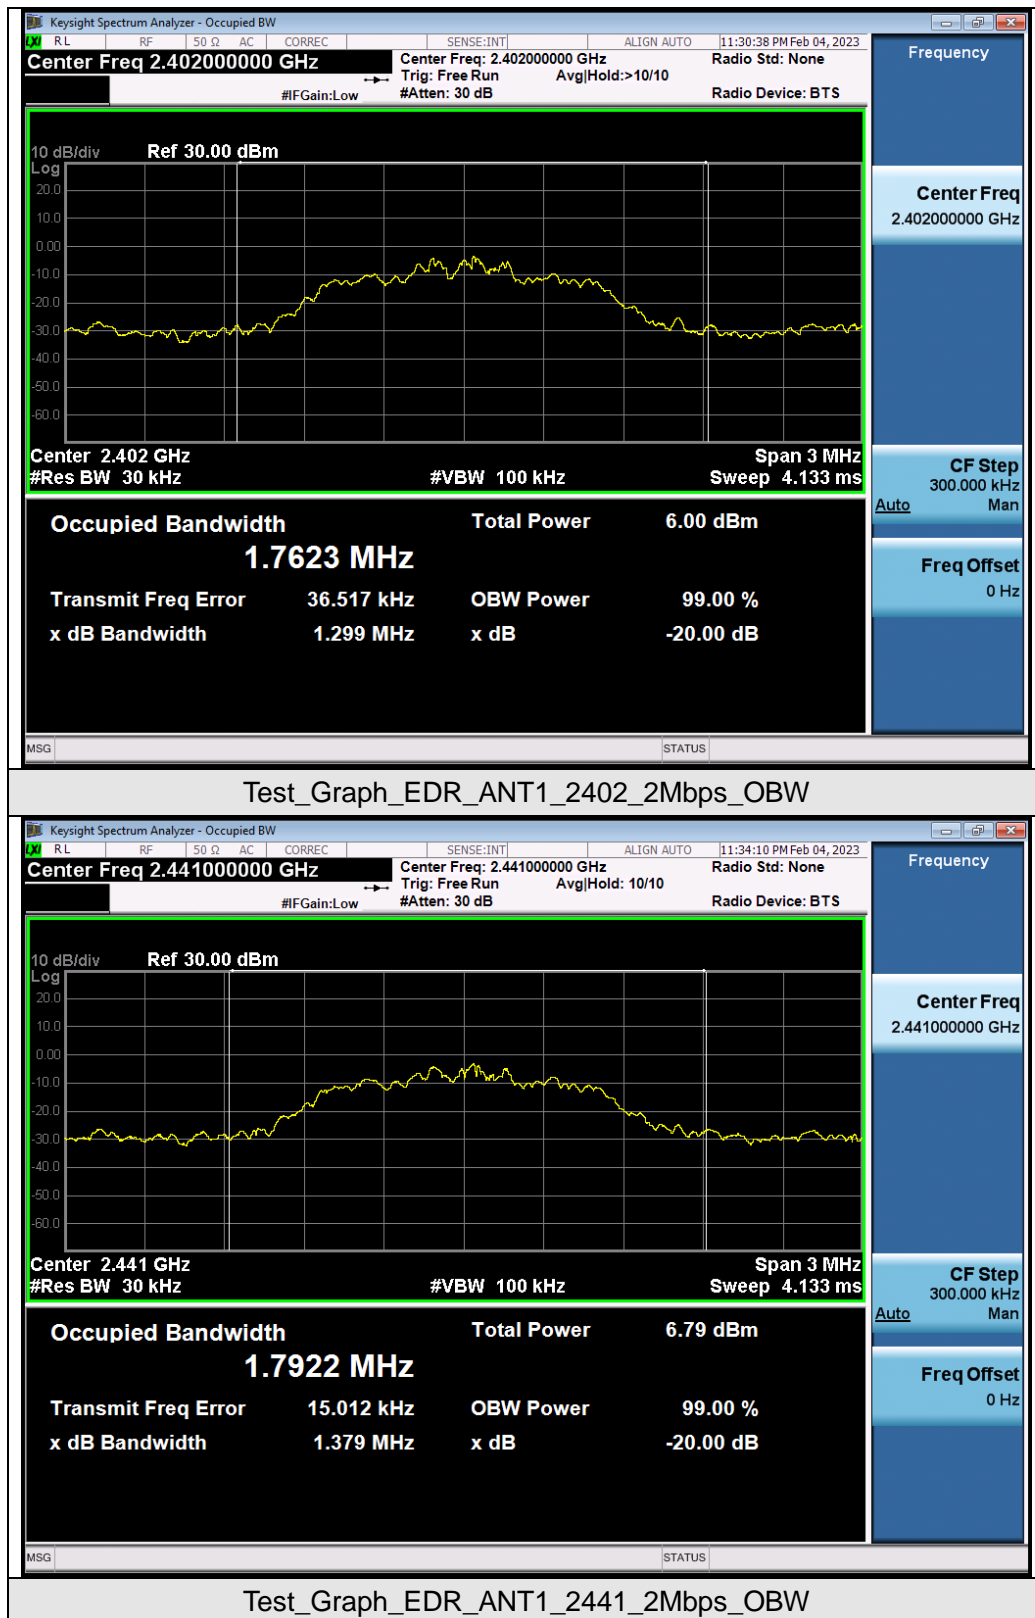 Keysight Spectrum Analyzer - Occupied BW
LXI RL RF 50 Ω AC CORREC SENSE:INT ALIGN AUTO 11:30:38 PM Feb 04, 2023
Center Freq 2.402000000 GHz
Center Freq: 2.402000000 GHz Radio Std: None
Trig: Free Run Avg|Hold:>10/10
#IFGain:Low #Atten: 30 dB Radio Device: BTS
Frequency
10 dB/div Ref 30.00 dBm
Log
20.0
10.0
0.00
-10.0
-20.0
-30.0
-40.0
-50.0
-60.0
Center 2.402 GHz Span 3 MHz
#Res BW 30 kHz #VBW 100 kHz Sweep 4.133 ms
Center Freq
2.402000000 GHz
CF Step
300.000 kHz
Auto Man
Freq Offset
0 Hz
Occupied Bandwidth Total Power 6.00 dBm
1.7623 MHz
Transmit Freq Error 36.517 kHz OBW Power 99.00 %
x dB Bandwidth 1.299 MHz x dB -20.00 dB
MSG STATUS
Test_Graph_EDR_ANT1_2402_2Mbps_OBW
Keysight Spectrum Analyzer - Occupied BW
LXI RL RF 50 Ω AC CORREC SENSE:INT ALIGN AUTO 11:34:10 PM Feb 04, 2023
Center Freq 2.441000000 GHz
Center Freq: 2.441000000 GHz Radio Std: None
Trig: Free Run Avg|Hold: 10/10
#IFGain:Low #Atten: 30 dB Radio Device: BTS
Frequency
10 dB/div Ref 30.00 dBm
Log
20.0
10.0
0.00
-10.0
-20.0
-30.0
-40.0
-50.0
-60.0
Center 2.441 GHz Span 3 MHz
#Res BW 30 kHz #VBW 100 kHz Sweep 4.133 ms
Center Freq
2.441000000 GHz
CF Step
300.000 kHz
Auto Man
Freq Offset
0 Hz
Occupied Bandwidth Total Power 6.79 dBm
1.7922 MHz
Transmit Freq Error 15.012 kHz OBW Power 99.00 %
x dB Bandwidth 1.379 MHz x dB -20.00 dB
MSG STATUS
Test_Graph_EDR_ANT1_2441_2Mbps_OBW